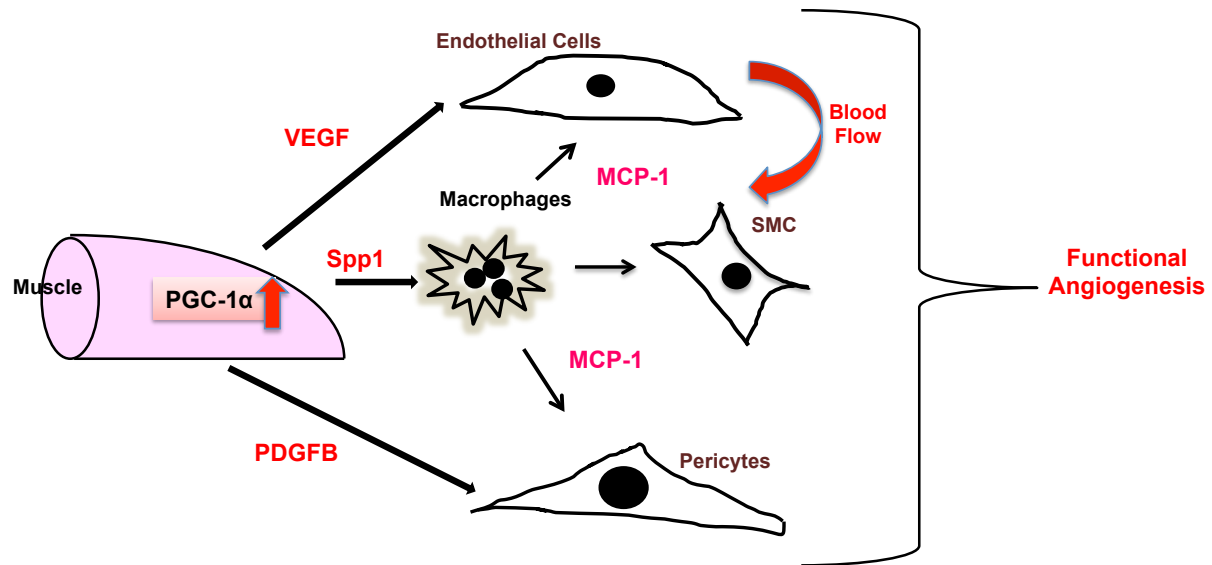 Endothelial Cells
VEGF
Blood
Flow
MCP-1
Macrophages
SMC
Spp1
Muscle
PGC-1α
Functional
Angiogenesis
MCP-1
PDGFB
Pericytes